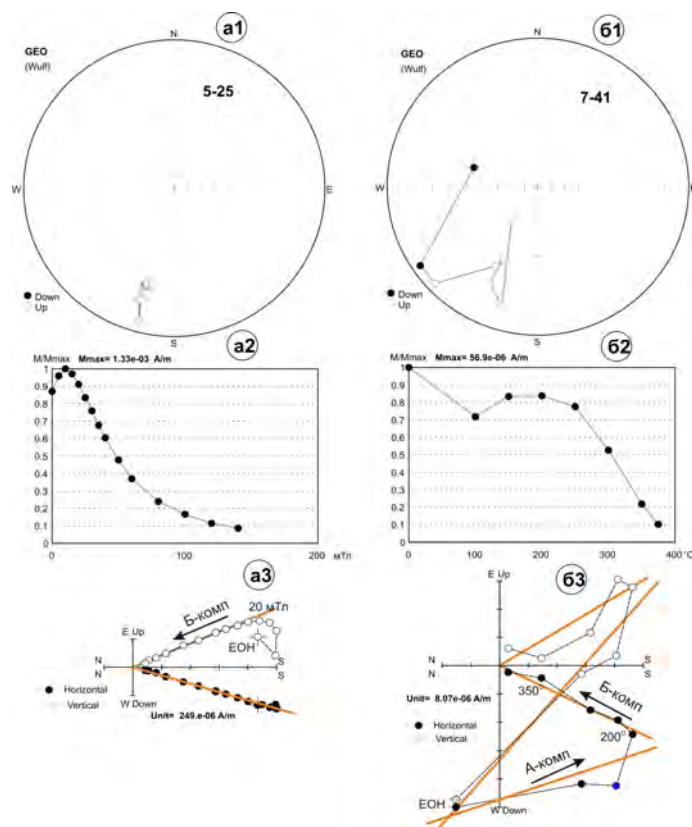 а1
GEO
(Wulf)
N
5-25
W
E
Down
Up
S
б1
GEO
(Wulf)
N
7-41
W
Down
Up
S
а2
M/Mmax Mmax= 1.33e-03 A/m
1
0.9
0.8
0.7
0.6
0.5
0.4
0.3
0.2
0.1
0
100
200
мТл
б2
M/Mmax Mmax= 56.9e-06 A/m
1
0.9
0.8
0.7
0.6
0.5
0.4
0.3
0.2
0.1
0
100
200
300
400°C
а3
Б-комп
20 мТл
ЕОН
E Up
N
N
S
S
Horizontal
Vertical
W Down
Unit= 249.e-06 A/m
б3
E Up
N
N
S
S
350
Unit= 8.07e-06 A/m
Б-комп
Horizontal
Vertical
200°
А-комп
ЕОН
W Down